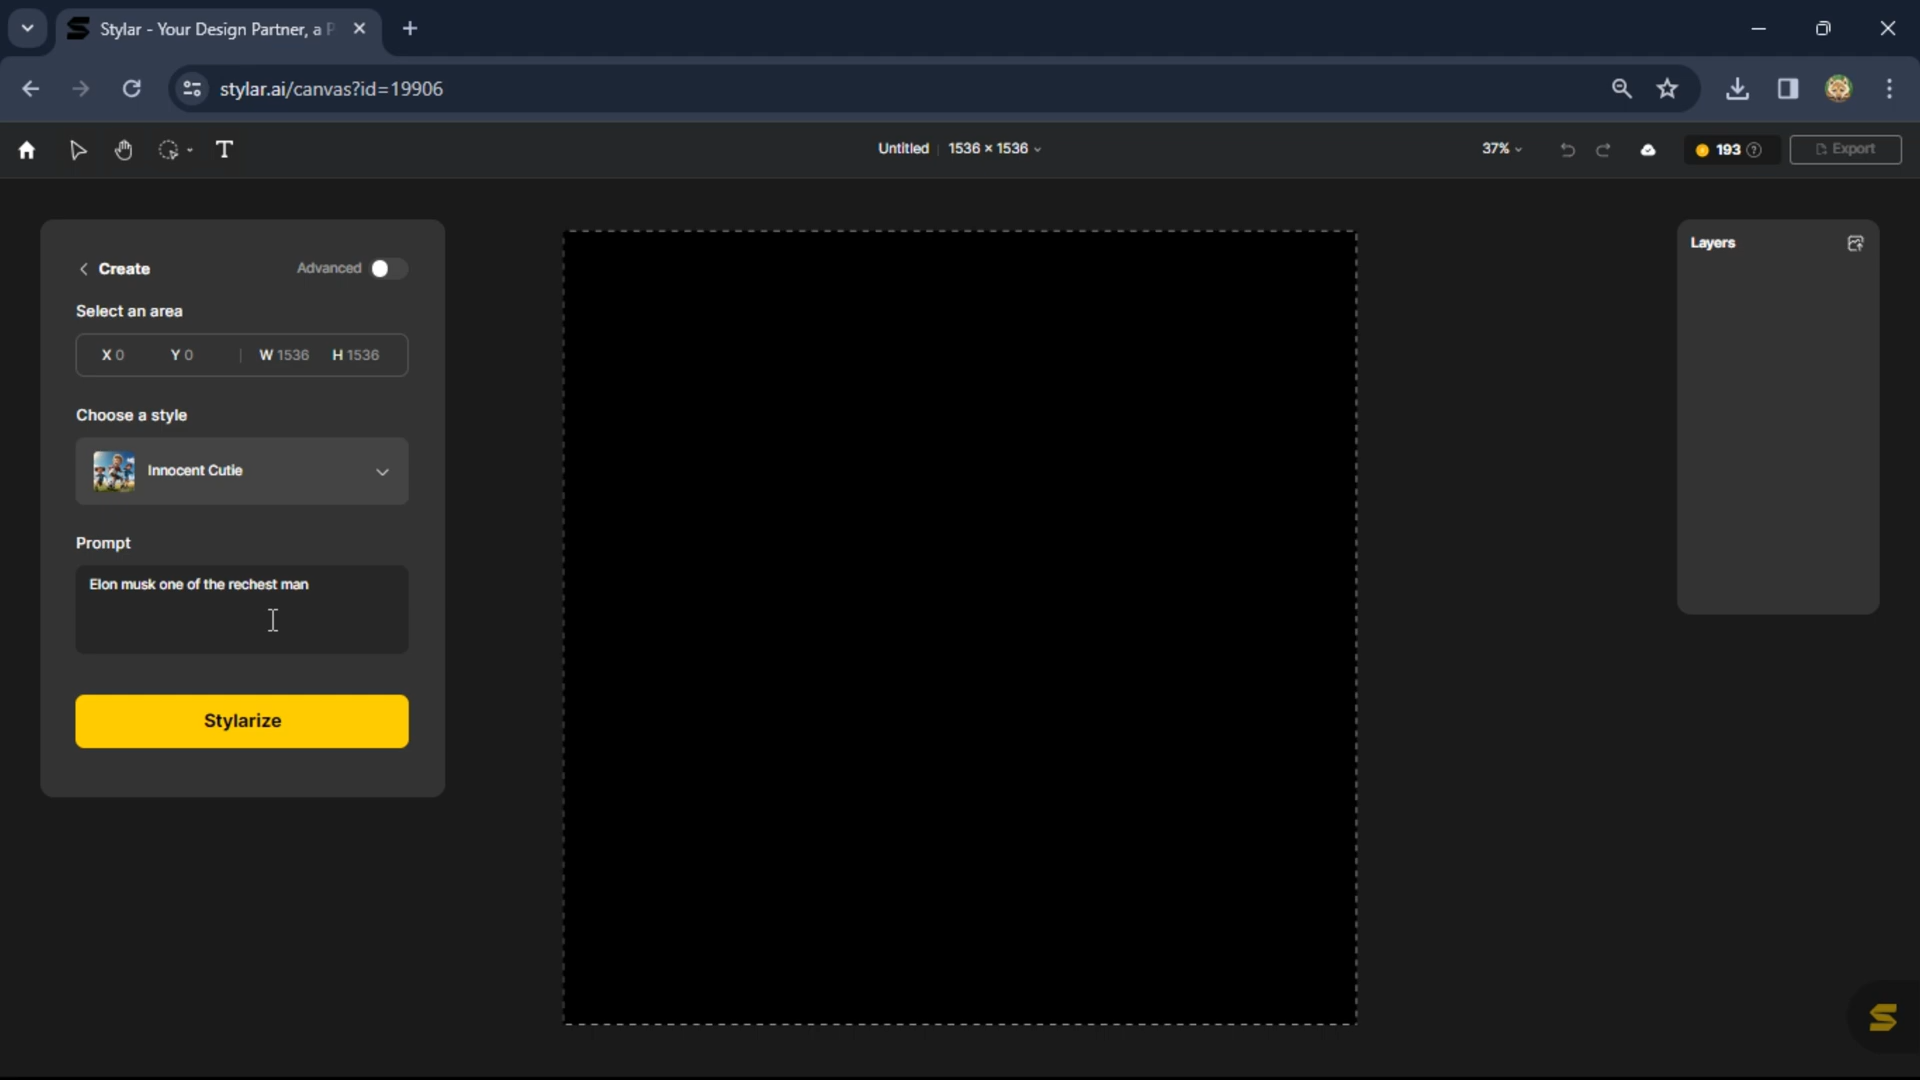 Stylar - Your Design Partner, a P
stylar.ai/canvas?id=19906
T
Untitled 1536 × 1536
37%
193
Export
Create
Advanced
Select an area
X 0 Y 0 W 1536 H 1536
Choose a style
Innocent Cutie
Prompt
Elon musk one of the rechest man
Stylarize
Layers